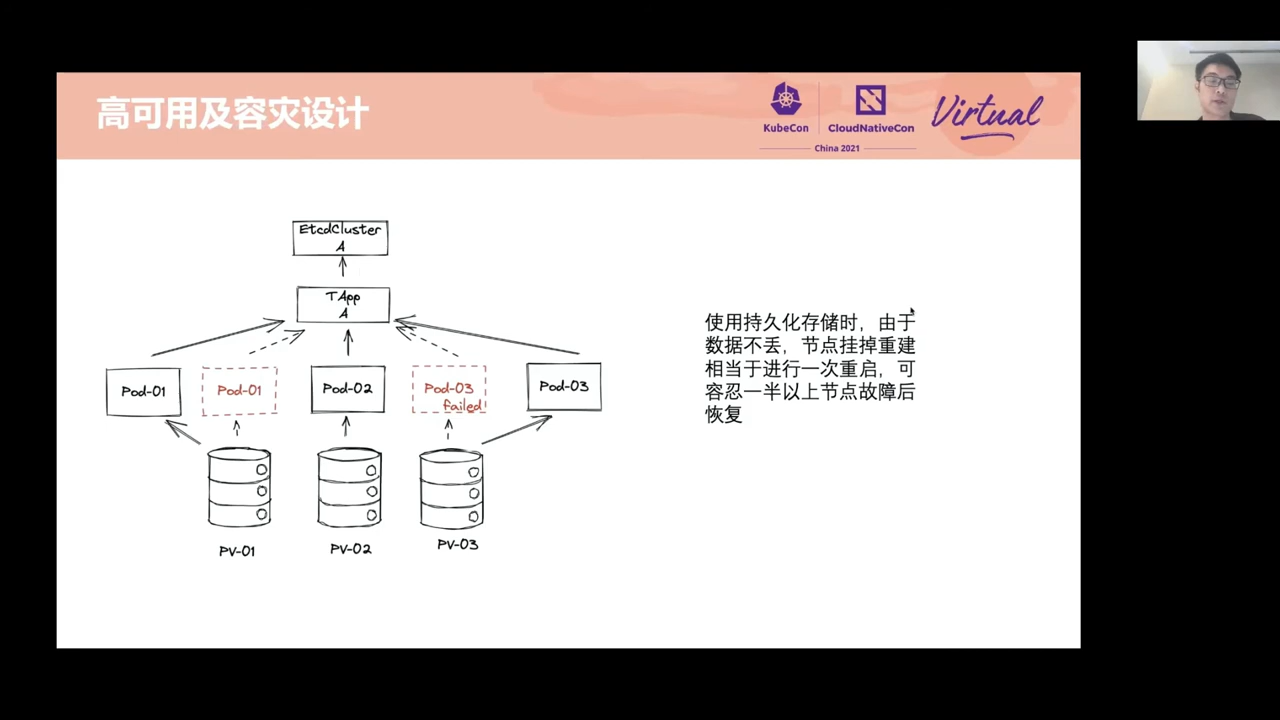 高可用及容灾设计
KubeCon
CloudNativeCon
China 2021
Virtual
EtcdCluster
A
TApp
A
Pod-01
Pod-01
Pod-02
Pod-03
failed
Pod-03
PV-01
PV-02
PV-03
使用持久化存储时，由于
数据不丢，节点挂掉重建
相当于进行一次重启，可
容忍一半以上节点故障后
恢复